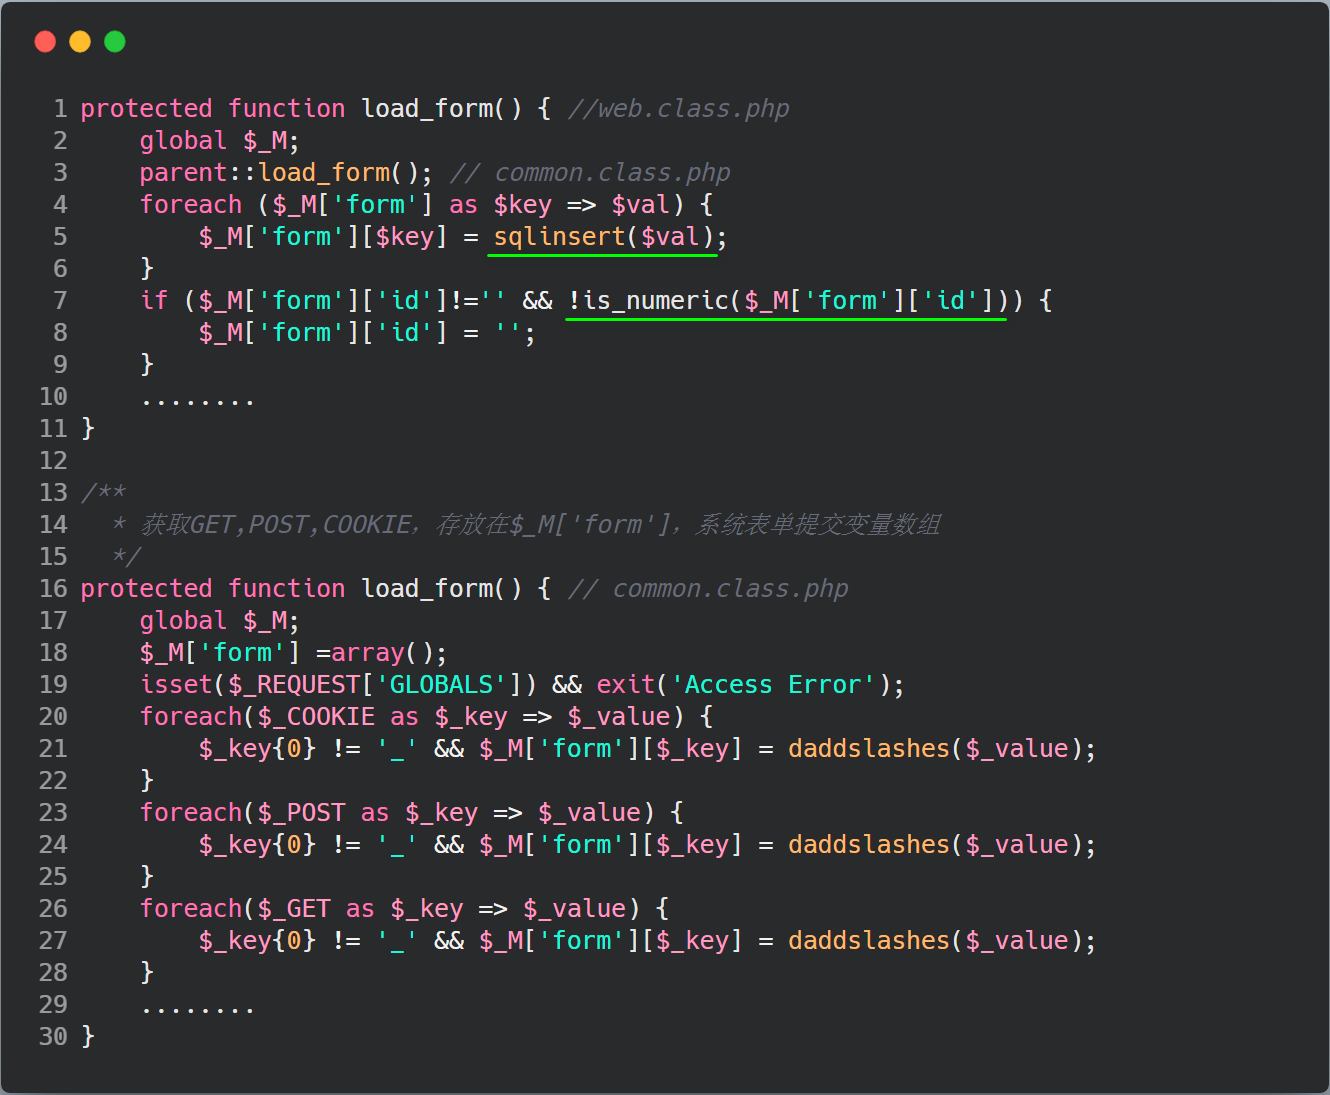 1 protected function load_form() { //web.class.php
2     global $_M;
3     parent::load_form(); // common.class.php
4     foreach ($_M['form'] as $key => $val) {
5         $_M['form'][$key] = sqlinsert($val);
6     }
7     if ($_M['form']['id']!='' && !is_numeric($_M['form']['id'])) {
8         $_M['form']['id'] = '';
9     }
10     ........
11 }
12
13 /**
14   * 获取GET,POST,COOKIE，存放在$_M['form']，系统表单提交变量数组
15   */
16 protected function load_form() { // common.class.php
17     global $_M;
18     $_M['form'] =array();
19     isset($_REQUEST['GLOBALS']) && exit('Access Error');
20     foreach($_COOKIE as $_key => $_value) {
21         $_key{0} != '_' && $_M['form'][$_key] = daddslashes($_value);
22     }
23     foreach($_POST as $_key => $_value) {
24         $_key{0} != '_' && $_M['form'][$_key] = daddslashes($_value);
25     }
26     foreach($_GET as $_key => $_value) {
27         $_key{0} != '_' && $_M['form'][$_key] = daddslashes($_value);
28     }
29     ........
30 }